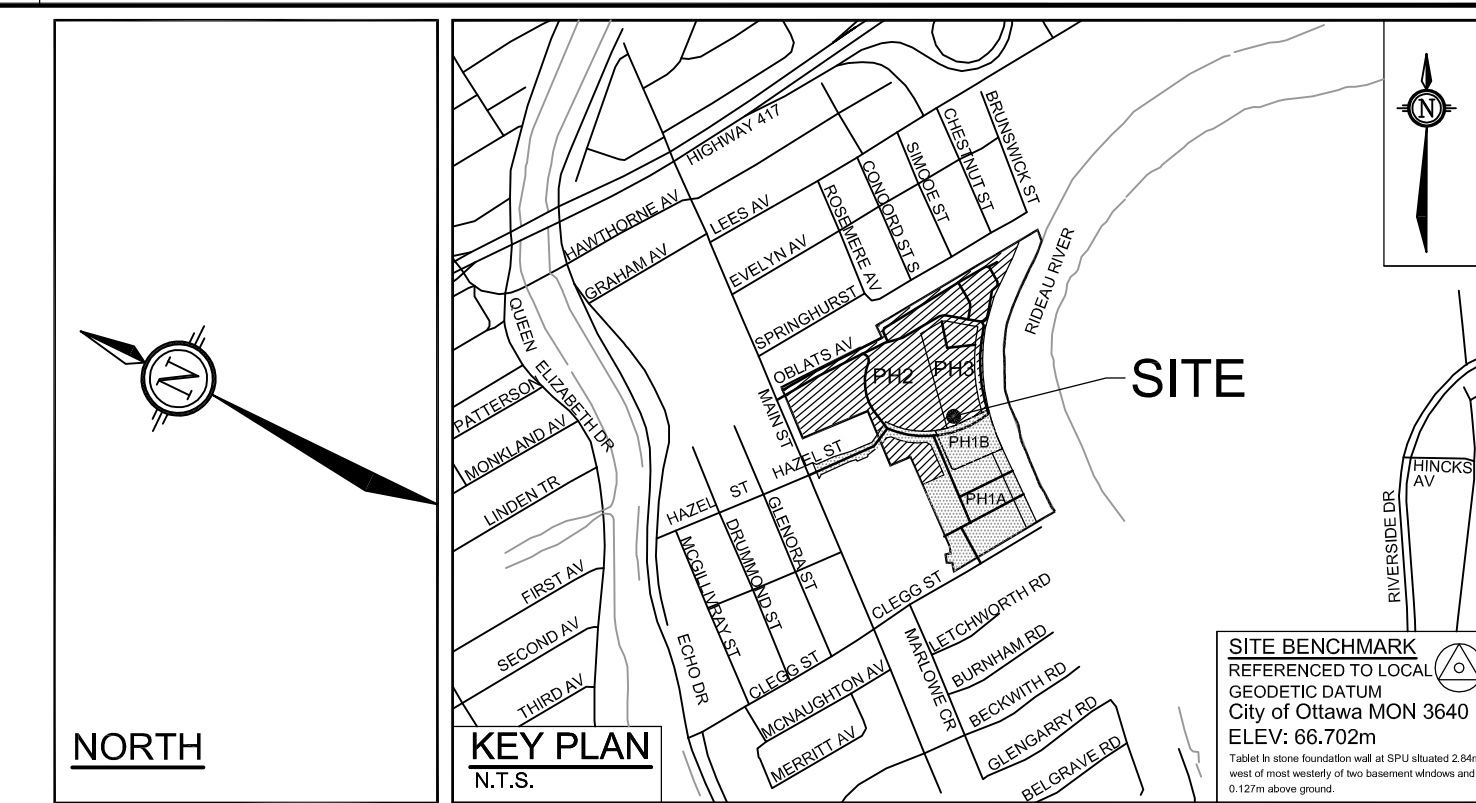 N
NORTH
HIGHWAY 417
BRUNSWICK ST
CHESTNUT ST
SIMCOE ST
CONCORD ST S
ROSEMERE AV
HAWTHORNE AV
LEES AV
GRAHAM AV
EVELYN AV
SPRINGHURST
OBLATS AV
RIDEAU RIVER
QUEEN ELIZABETH DR
MAIN ST
PH2
PH3
SITE
PH1B
PH1A
PATTERSON
MONKLAND AV
LINDEN TR
HAZEL ST
HAZEL ST
GLENORA ST
DRUMMOND ST
MCGILLIVRAY ST
FIRST AV
SECOND AV
THIRD AV
ECHO DR
CLEGG ST
CLEGG ST
MCNAUGHTON AV
MERRITT AV
MARLOWE CR
LETCHWORTH RD
BURNHAM RD
BECKWITH RD
GLENGARRY RD
BELGRAVE RD
KEY PLAN
N.T.S.
N
HINCKS
AV
RIVERSIDE DR
SITE BENCHMARK
REFERENCED TO LOCAL
GEODETIC DATUM
City of Ottawa MON 3640
ELEV: 66.702m
Tablet in stone foundation wall at SPU situated 2.84m
west of most westerly of two basement windows and
0.127m above ground.